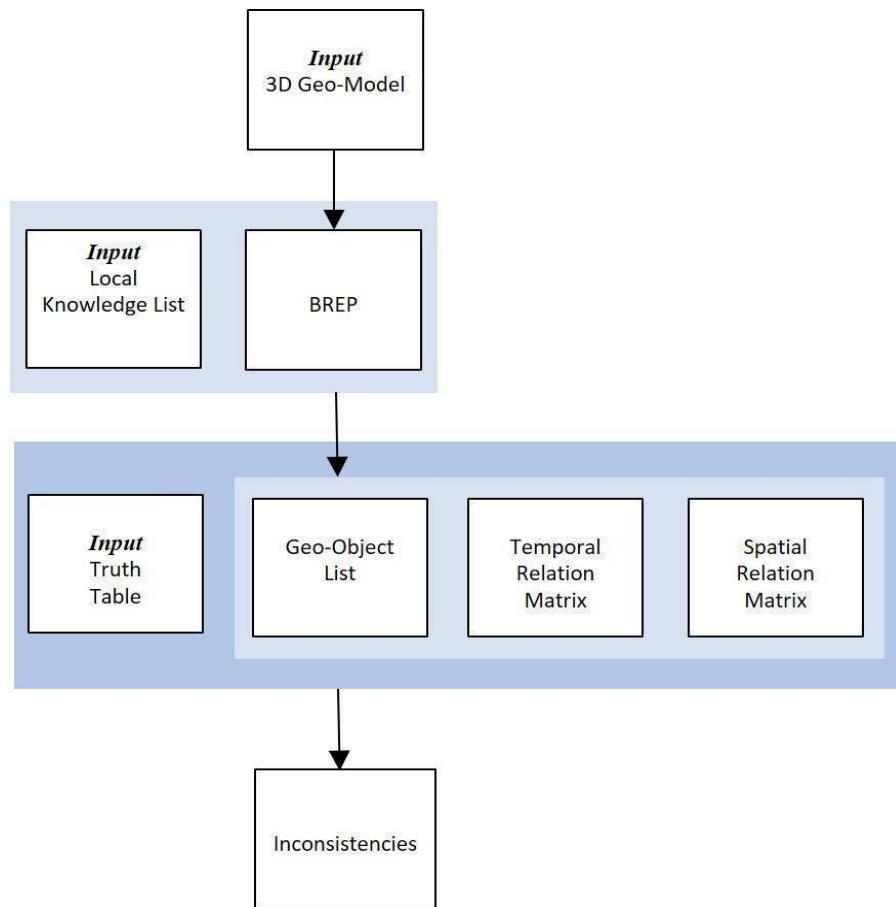 Input
3D Geo-Model
Input
Local
Knowledge List
BREP
Input
Truth
Table
Geo-Object
List
Temporal
Relation
Matrix
Spatial
Relation
Matrix
Inconsistencies